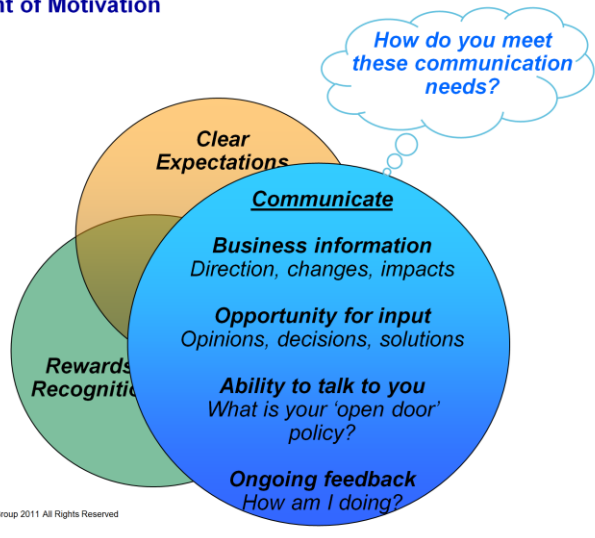 of Motivation
How do you meet
these communication
needs?
Clear
Expectations
Communicate
Business information
Direction, changes, impacts
Opportunity for input
Opinions, decisions, solutions
Rewards
Ability to talk to you
What is your 'open door'
policy?
Ongoing feedback
How am I doing?
2011 All Rights Reserved